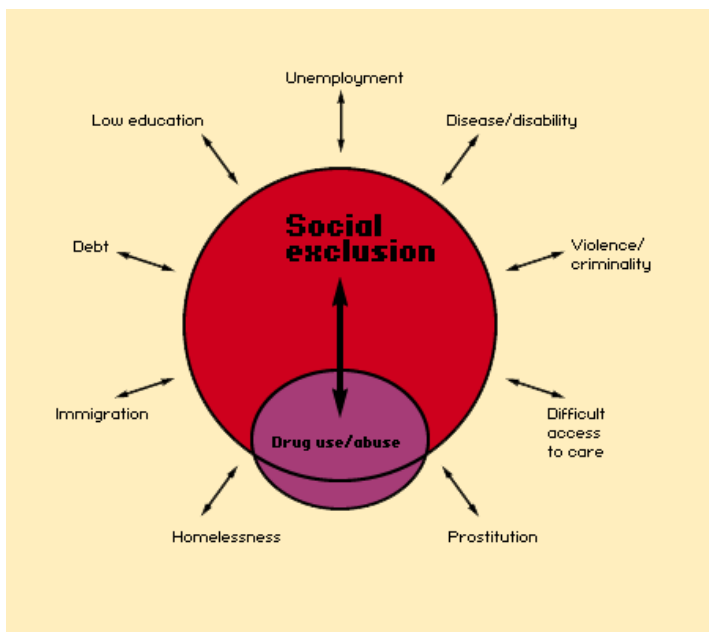 Unemployment
Low education
Disease/disability
Social
exclusion
Debt
Violence/
criminality
Immigration
Difficult
access
to care
Drug use/abuse
Homelessness
Prostitution